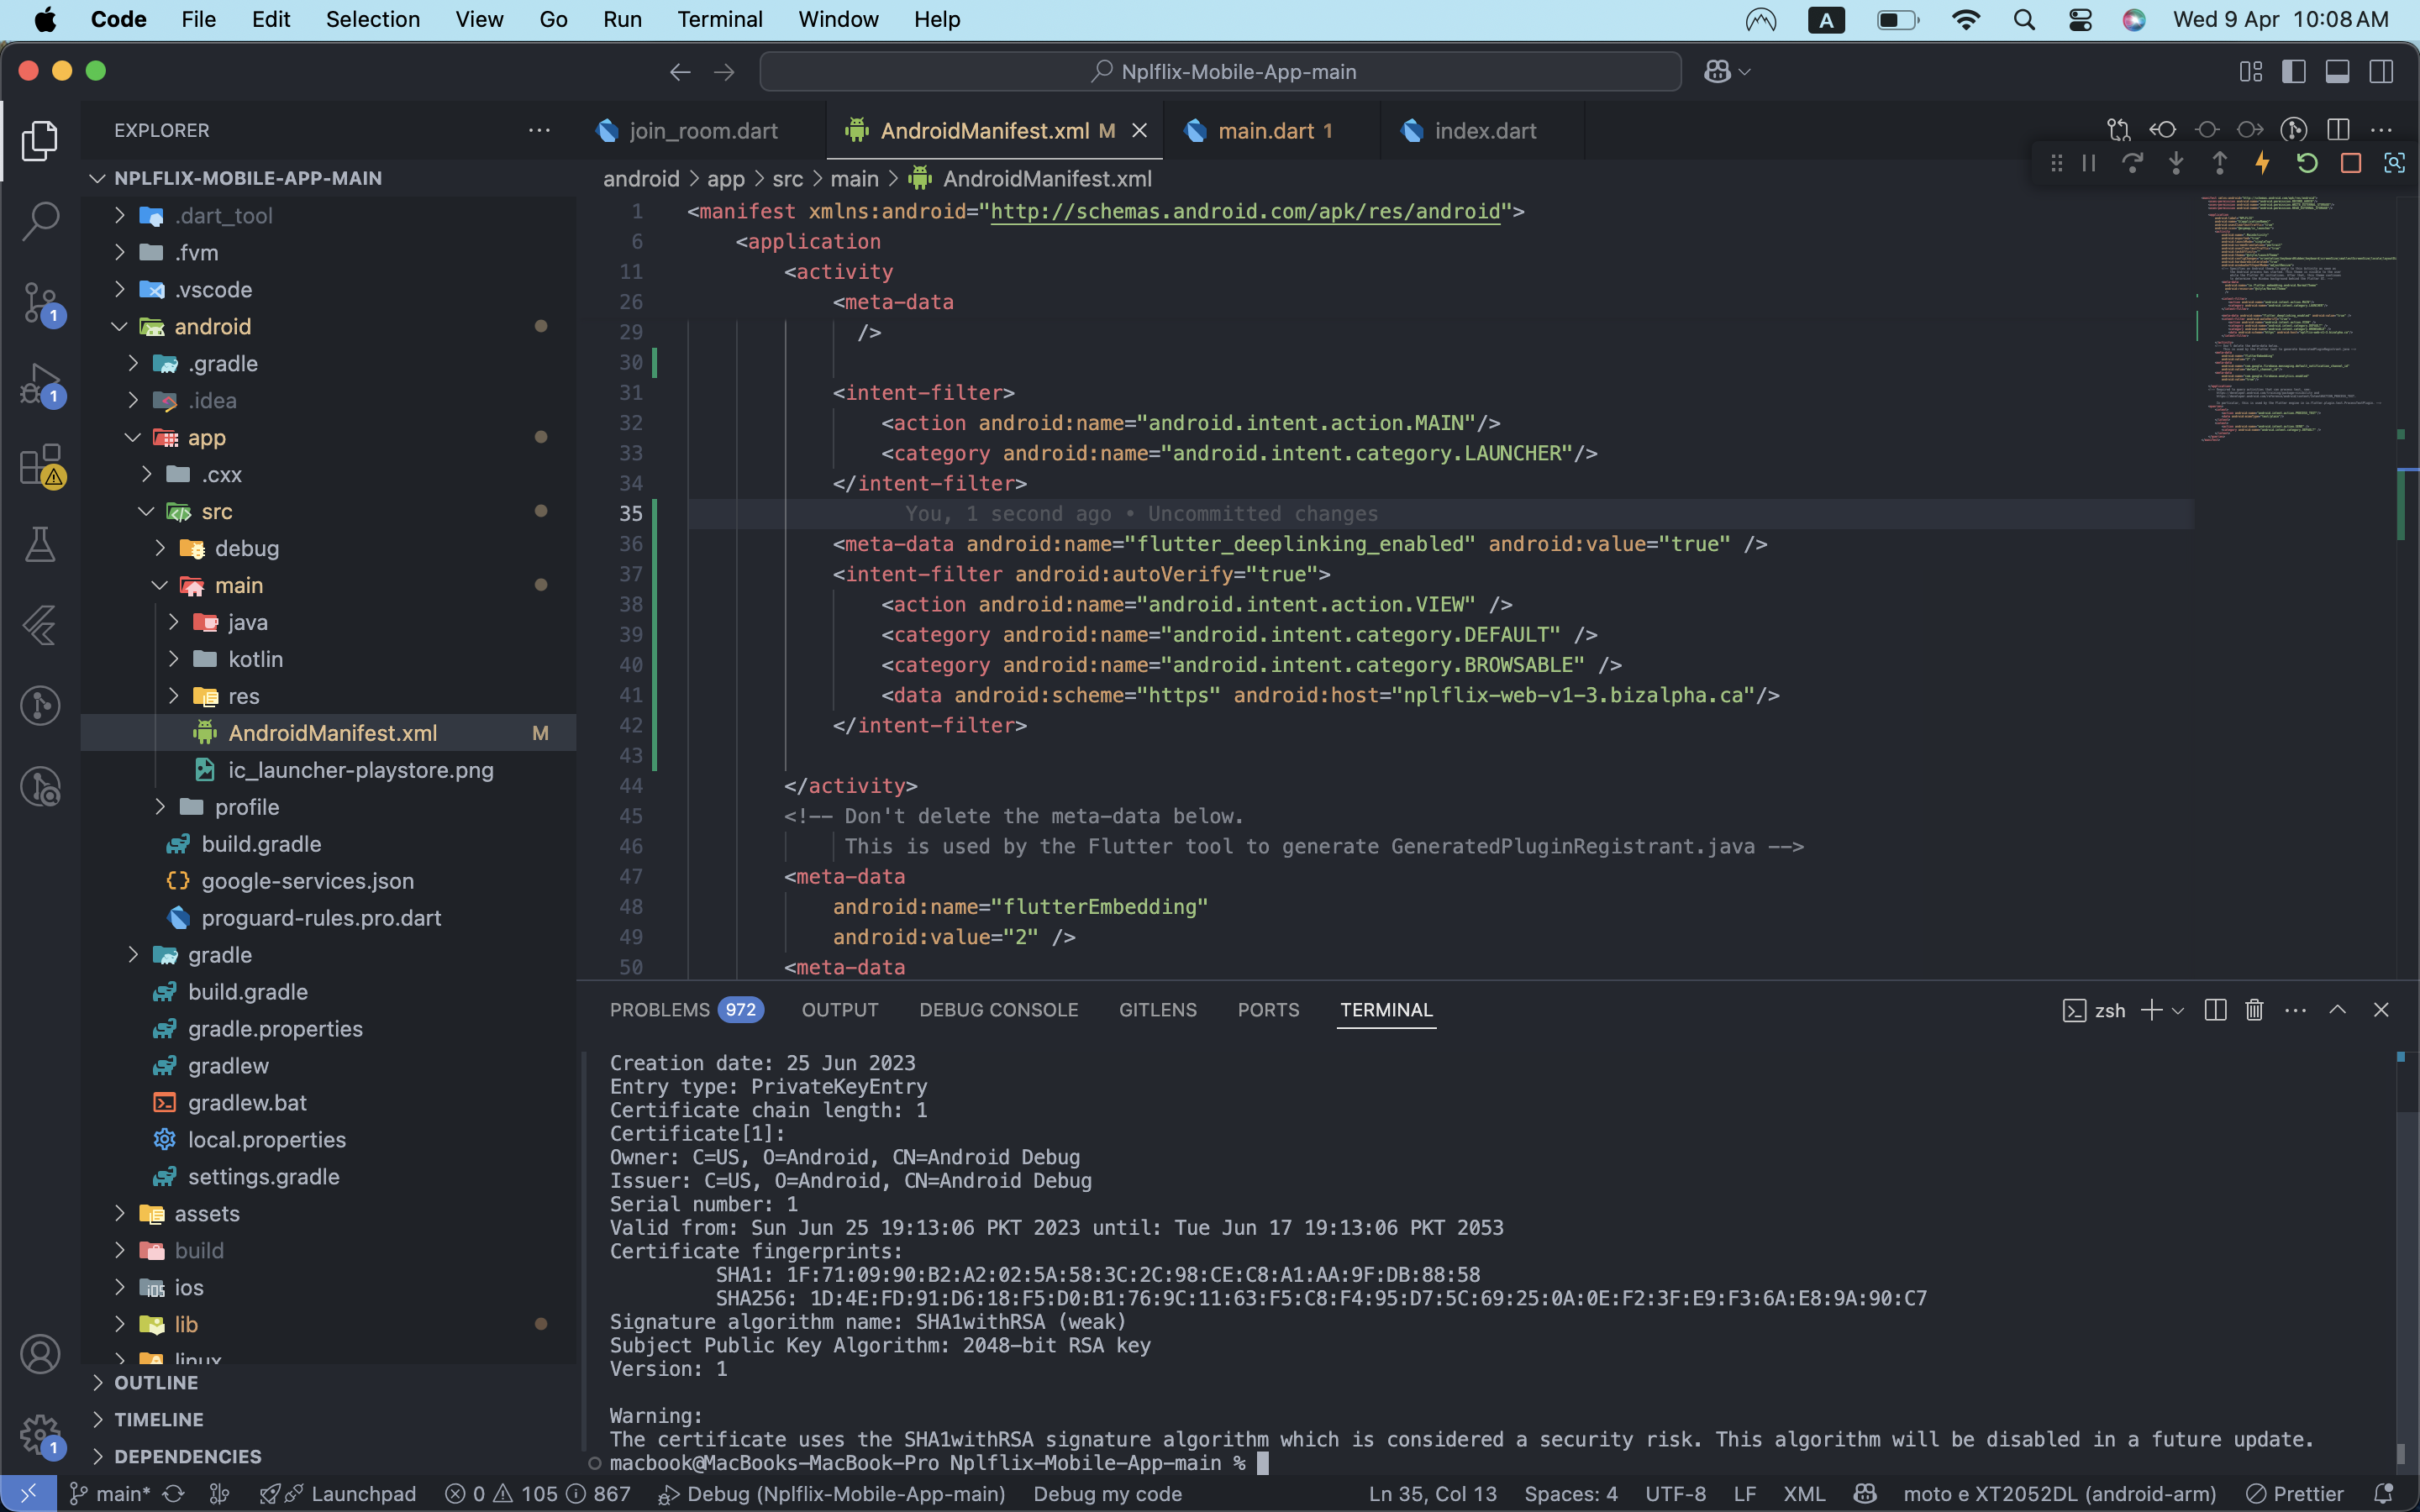 Code File Edit Selection View Go Run Terminal Window Help
A Wed 9 Apr 10:08 AM
Nplflix-Mobile-App-main
EXPLORER
join_room.dart AndroidManifest.xml M main.dart 1 index.dart
NPLFLIX-MOBILE-APP-MAIN
.dart_tool
.fvm
.vscode
android
.gradle
.idea
app
.cxx
src
debug
main
java
kotlin
res
AndroidManifest.xml M
ic_launcher-playstore.png
profile
build.gradle
google-services.json
proguard-rules.pro.dart
gradle
build.gradle
gradle.properties
gradlew
gradlew.bat
local.properties
settings.gradle
assets
build
ios
lib
linux
OUTLINE
TIMELINE
DEPENDENCIES
1
1
1
android > app > src > main > AndroidManifest.xml
1 <manifest xmlns:android="http://schemas.android.com/apk/res/android">
6 <application
11 <activity
26 <meta-data
29 />
30
31 <intent-filter>
32 <action android:name="android.intent.action.MAIN"/>
33 <category android:name="android.intent.category.LAUNCHER"/>
34 </intent-filter>
35 You, 1 second ago • Uncommitted changes
36 <meta-data android:name="flutter_deeplinking_enabled" android:value="true" />
37 <intent-filter android:autoVerify="true">
38 <action android:name="android.intent.action.VIEW" />
39 <category android:name="android.intent.category.DEFAULT" />
40 <category android:name="android.intent.category.BROWSABLE" />
41 <data android:scheme="https" android:host="nplflix-web-v1-3.bizalpha.ca"/>
42 </intent-filter>
43
44 </activity>
45 <!-- Don't delete the meta-data below.
46 This is used by the Flutter tool to generate GeneratedPluginRegistrant.java -->
47 <meta-data
48 android:name="flutterEmbedding"
49 android:value="2" />
50 <meta-data
PROBLEMS 972 OUTPUT DEBUG CONSOLE GITLENS PORTS TERMINAL zsh
Creation date: 25 Jun 2023
Entry type: PrivateKeyEntry
Certificate chain length: 1
Certificate[1]:
Owner: C=US, O=Android, CN=Android Debug
Issuer: C=US, O=Android, CN=Android Debug
Serial number: 1
Valid from: Sun Jun 25 19:13:06 PKT 2023 until: Tue Jun 17 19:13:06 PKT 2053
Certificate fingerprints:
SHA1: 1F:71:09:90:B2:A2:02:5A:58:3C:2C:98:CE:C8:A1:AA:9F:DB:88:58
SHA256: 1D:4E:FD:91:D6:18:F5:D0:B1:76:9C:11:63:F5:C8:F4:95:D7:5C:69:25:0A:0E:F2:3F:E9:F3:6A:E8:9A:90:C7
Signature algorithm name: SHA1withRSA (weak)
Subject Public Key Algorithm: 2048-bit RSA key
Version: 1
Warning:
The certificate uses the SHA1withRSA signature algorithm which is considered a security risk. This algorithm will be disabled in a future update.
macbook@MacBooks-MacBook-Pro Nplflix-Mobile-App-main %
main* Launchpad 0 105 867 Debug (Nplflix-Mobile-App-main) Debug my code Ln 35, Col 13 Spaces: 4 UTF-8 LF XML moto e XT2052DL (android-arm) Prettier